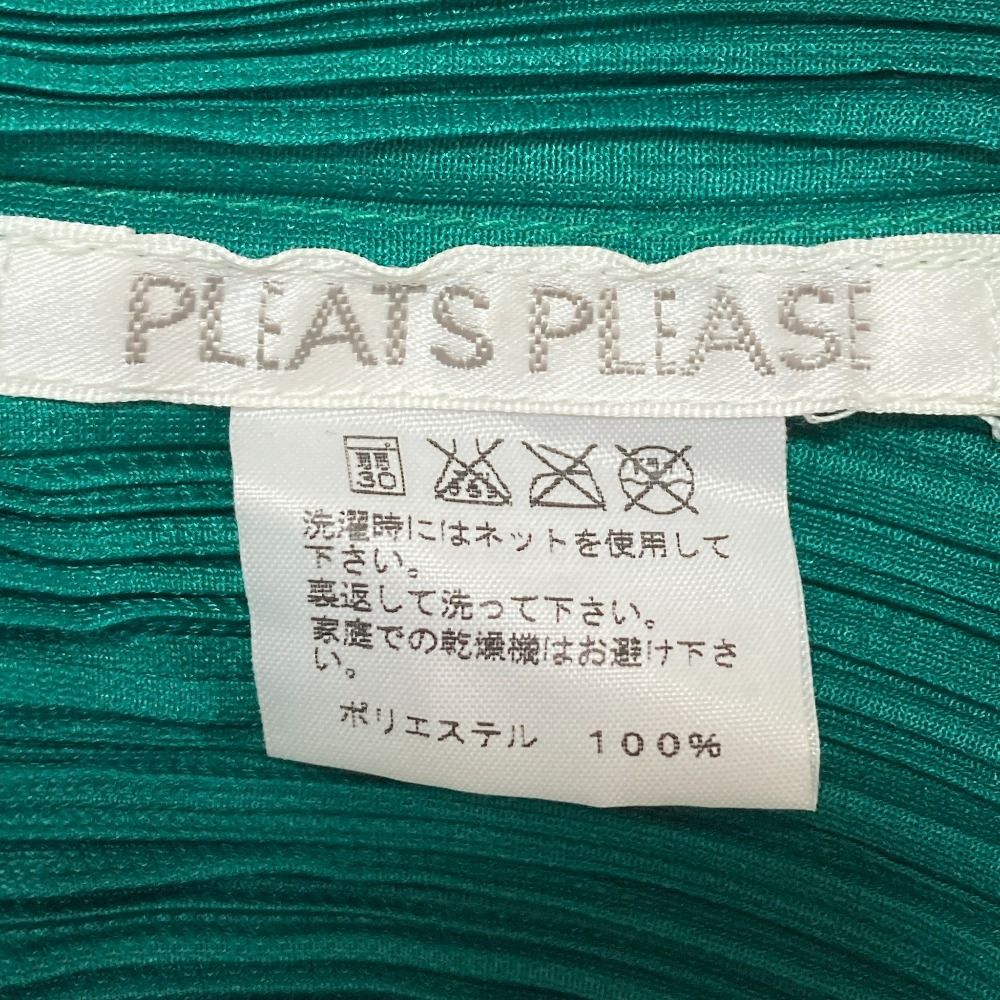 PLEATS PLEASE
弱
30
洗濯時にはネットを使用して
下さい。
裏返して洗って下さい。
家庭での乾燥機はお避け下さ
い。
ポリエステル 100%